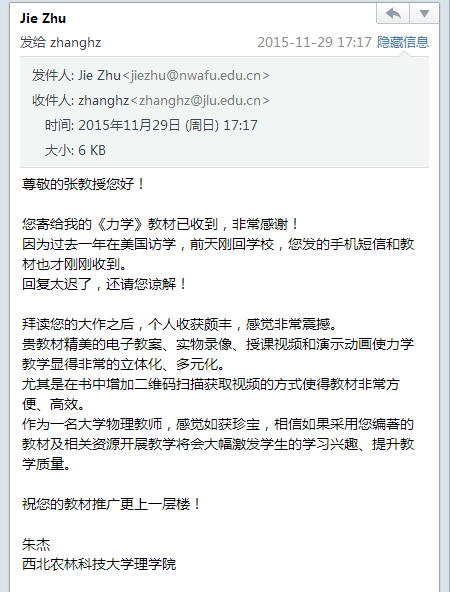 Jie Zhu
发给 zhanghz 2015-11-29 17:17 隐藏信息
发件人: Jie Zhu<jiezhu@nwafu.edu.cn>
收件人: zhanghz<zhanghz@jlu.edu.cn>
时间: 2015年11月29日 (周日) 17:17
大小: 6 KB
尊敬的张教授您好！
您寄给我的《力学》教材已收到，非常感谢！
因为过去一年在美国访学，前天刚回学校，您发的手机短信和教
材也才刚刚收到。
回复太迟了，还请您谅解！
拜读您的大作之后，个人收获颇丰，感觉非常震撼。
贵教材精美的电子教案、实物录像、授课视频和演示动画使力学
教学显得非常的立体化、多元化。
尤其是在书中增加二维码扫描获取视频的方式使得教材非常方
便、高效。
作为一名大学物理教师，感觉如获珍宝，相信如果采用您编著的
教材及相关资源开展教学将会大幅激发学生的学习兴趣、提升教
学质量。
祝您的教材推广更上一层楼！
朱杰
西北农林科技大学理学院